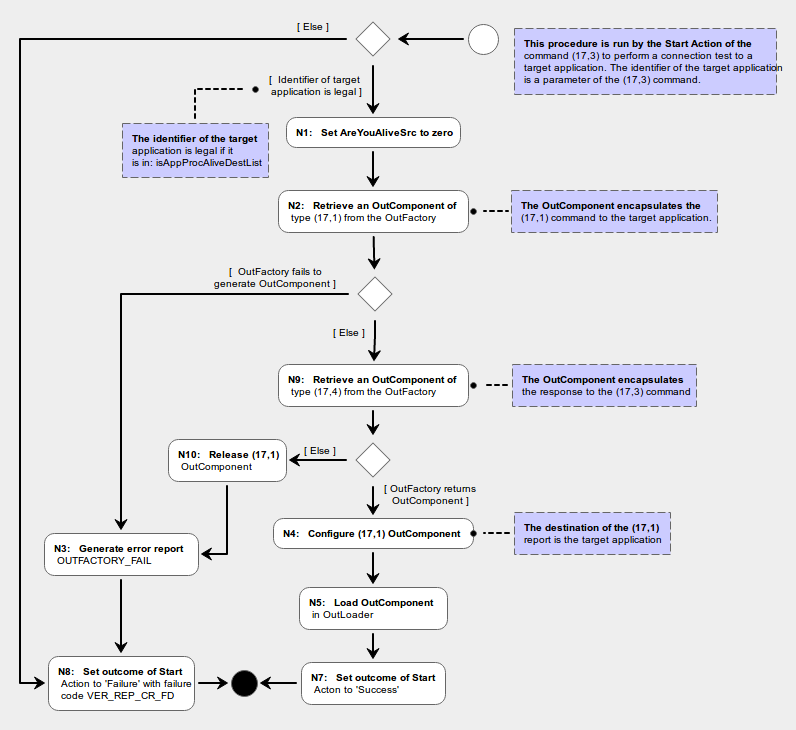 [ Else ]
This procedure is run by the Start Action of the
command (17,3) to perform a connection test to a
target application. The identifier of the target application
is a parameter of the (17,3) command.
[ Identifier of target
application is legal ]
The identifier of the target
application is legal if it
is in: isAppProcAliveDestList
N1: Set AreYouAliveSrc to zero
N2: Retrieve an OutComponent of
type (17,1) from the OutFactory
The OutComponent encapsulates the
(17,1) command to the target application.
[ OutFactory fails to
generate OutComponent ]
[ Else ]
N9: Retrieve an OutComponent of
type (17,4) from the OutFactory
The OutComponent encapsulates
the response to the (17,3) command
N10: Release (17,1)
OutComponent
[ Else ]
[ OutFactory returns
OutComponent ]
N4: Configure (17,1) OutComponent
The destination of the (17,1)
report is the target application
N3: Generate error report
OUTFACTORY_FAIL
N5: Load OutComponent
in OutLoader
N8: Set outcome of Start
Action to 'Failure' with failure
code VER_REP_CR_FD
N7: Set outcome of Start
Acton to 'Success'